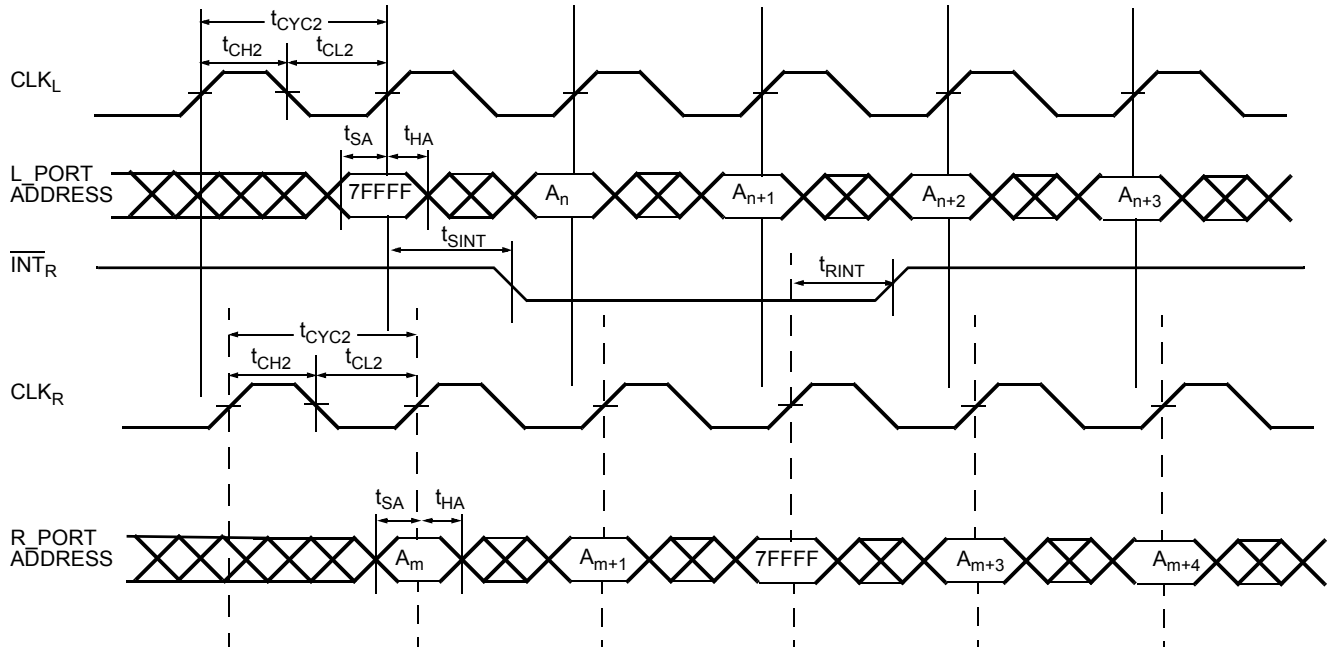 tCYC2
tCH2 tCL2
CLKL
tSA tHA
L_PORT
ADDRESS
7FFFF An An+1 An+2 An+3
tSINT
INTR
tRINT
tCYC2
tCH2 tCL2
CLKR
tSA tHA
R_PORT
ADDRESS
Am Am+1 7FFFF Am+3 Am+4